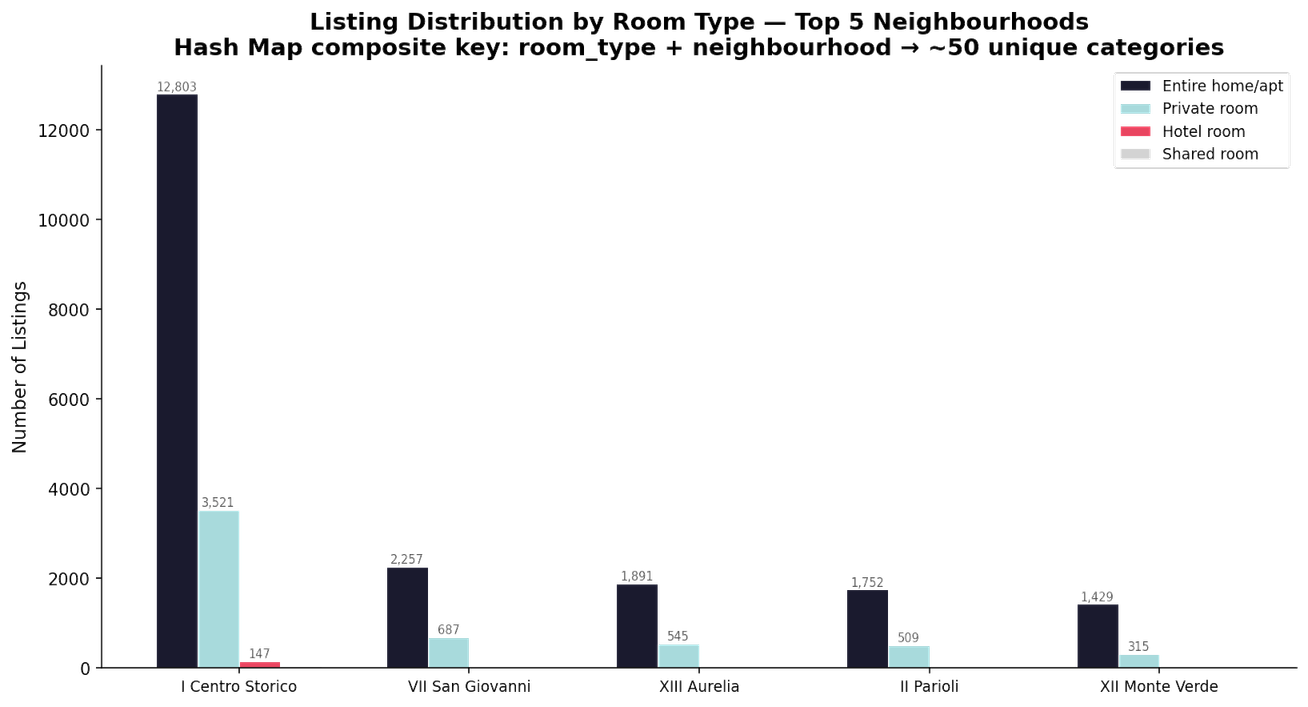 Listing Distribution by Room Type — Top 5 Neighbourhoods
Hash Map composite key: room_type + neighbourhood → ~50 unique categories
Entire home/apt
Private room
Hotel room
Shared room
Number of Listings
12000
10000
8000
6000
4000
2000
0
12,803
3,521
147
2,257
687
1,891
545
1,752
509
1,429
315
I Centro Storico
VII San Giovanni
XIII Aurelia
II Parioli
XII Monte Verde